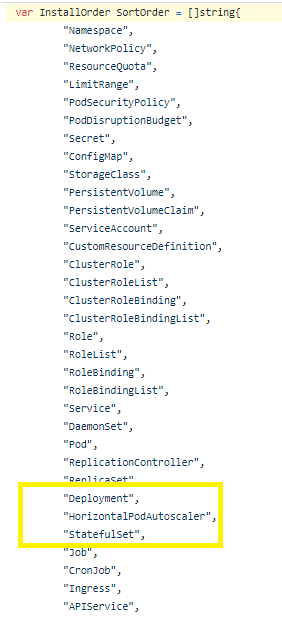 var InstallOrder SortOrder = []string{
"Namespace",
"NetworkPolicy",
"ResourceQuota",
"LimitRange",
"PodSecurityPolicy",
"PodDisruptionBudget",
"Secret",
"ConfigMap",
"StorageClass",
"PersistentVolume",
"PersistentVolumeClaim",
"ServiceAccount",
"CustomResourceDefinition",
"ClusterRole",
"ClusterRoleList",
"ClusterRoleBinding",
"ClusterRoleBindingList",
"Role",
"RoleList",
"RoleBinding",
"RoleBindingList",
"Service",
"DaemonSet",
"Pod",
"ReplicationController",
"ReplicaSet",
"Deployment",
"HorizontalPodAutoscaler",
"StatefulSet",
"Job",
"CronJob",
"Ingress",
"APIService",